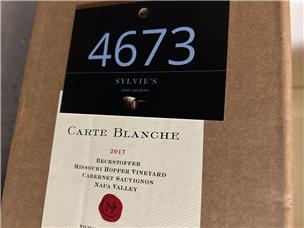 4673
SYLVIE'S
CARTE BLANCHE
2017
BECKSTOFFER
MISSOURI HOPPER VINEYARD
CABERNET SAUVIGNON
NAPA VALLEY